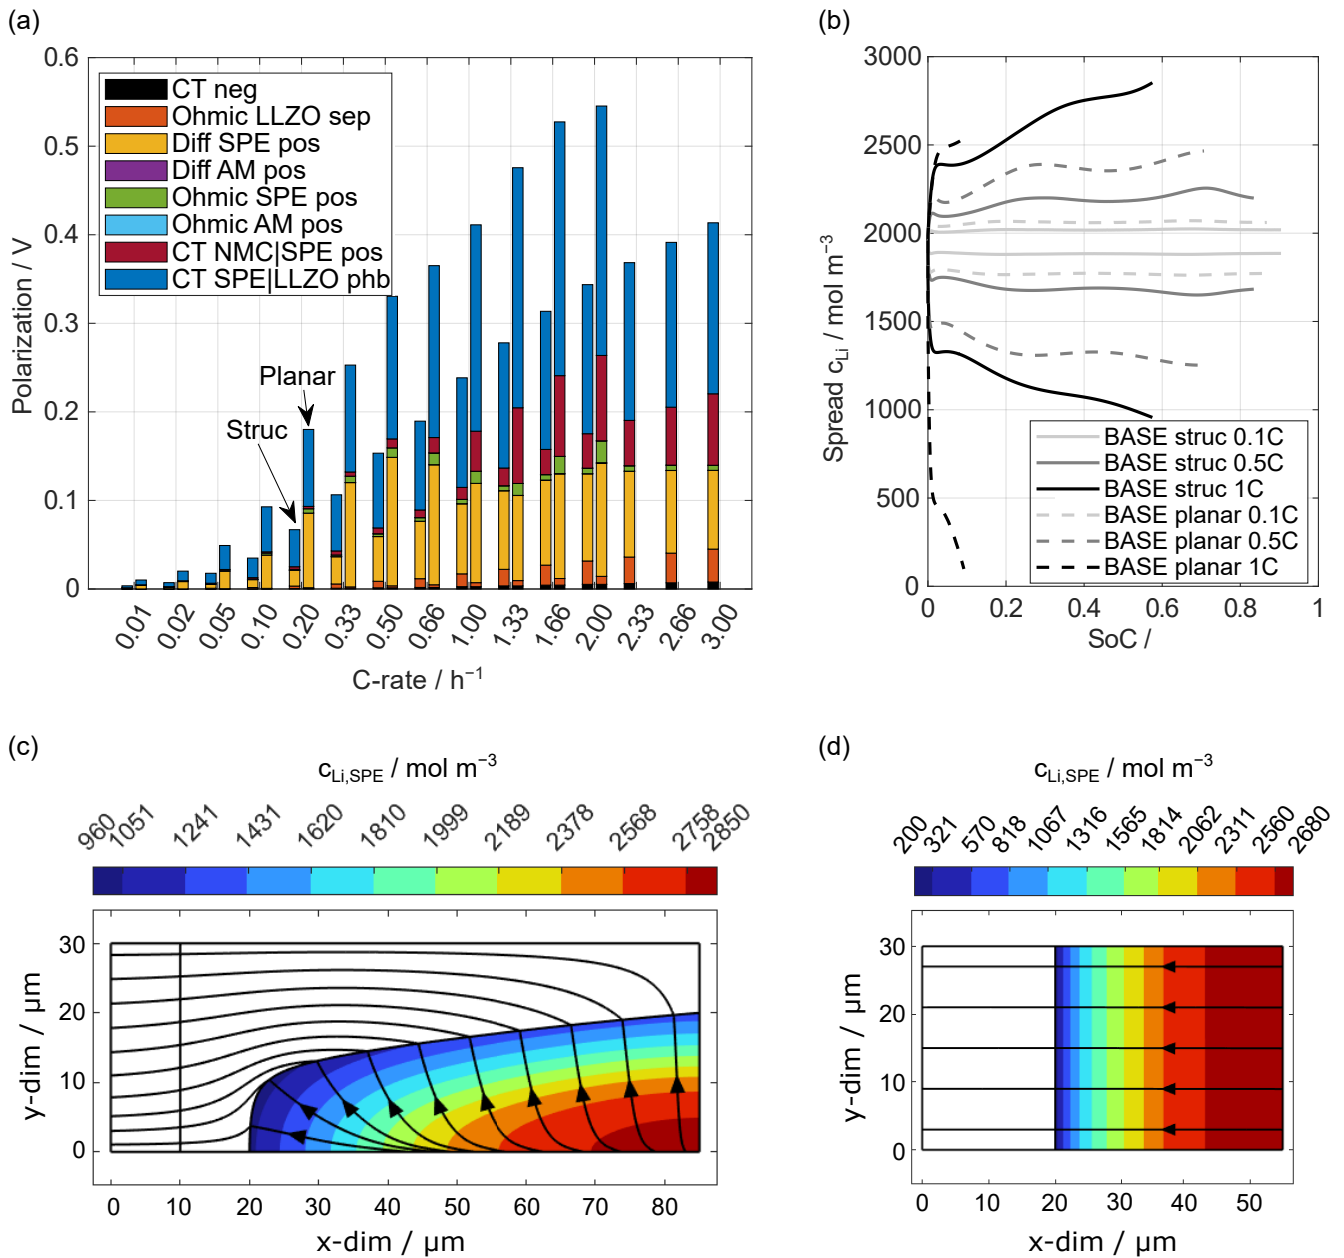 (a)
0.6
0.5
0.4
0.3
0.2
0.1
0
Polarization / V
CT neg
Ohmic LLZO sep
Diff SPE pos
Diff AM pos
Ohmic SPE pos
Ohmic AM pos
CT NMC|SPE pos
CT SPE|LLZO phb
Planar
Struc
0.01 0.02 0.05 0.10 0.20 0.33 0.50 0.66 1.00 1.33 1.66 2.00 2.33 2.66 3.00
C-rate / h⁻¹
(b)
3000
2500
2000
1500
1000
500
0
Spread c_Li / mol m⁻³
BASE struc 0.1C
BASE struc 0.5C
BASE struc 1C
BASE planar 0.1C
BASE planar 0.5C
BASE planar 1C
0 0.2 0.4 0.6 0.8 1
SoC /
(c)
c_Li,SPE / mol m⁻³
960 1051 1241 1431 1620 1810 1999 2189 2378 2568 2758 2850
30
20
10
0
y-dim / µm
0 10 20 30 40 50 60 70 80
x-dim / µm
(d)
c_Li,SPE / mol m⁻³
200 321 570 818 1067 1316 1565 1814 2062 2311 2560 2680
30
20
10
0
y-dim / µm
0 10 20 30 40 50
x-dim / µm